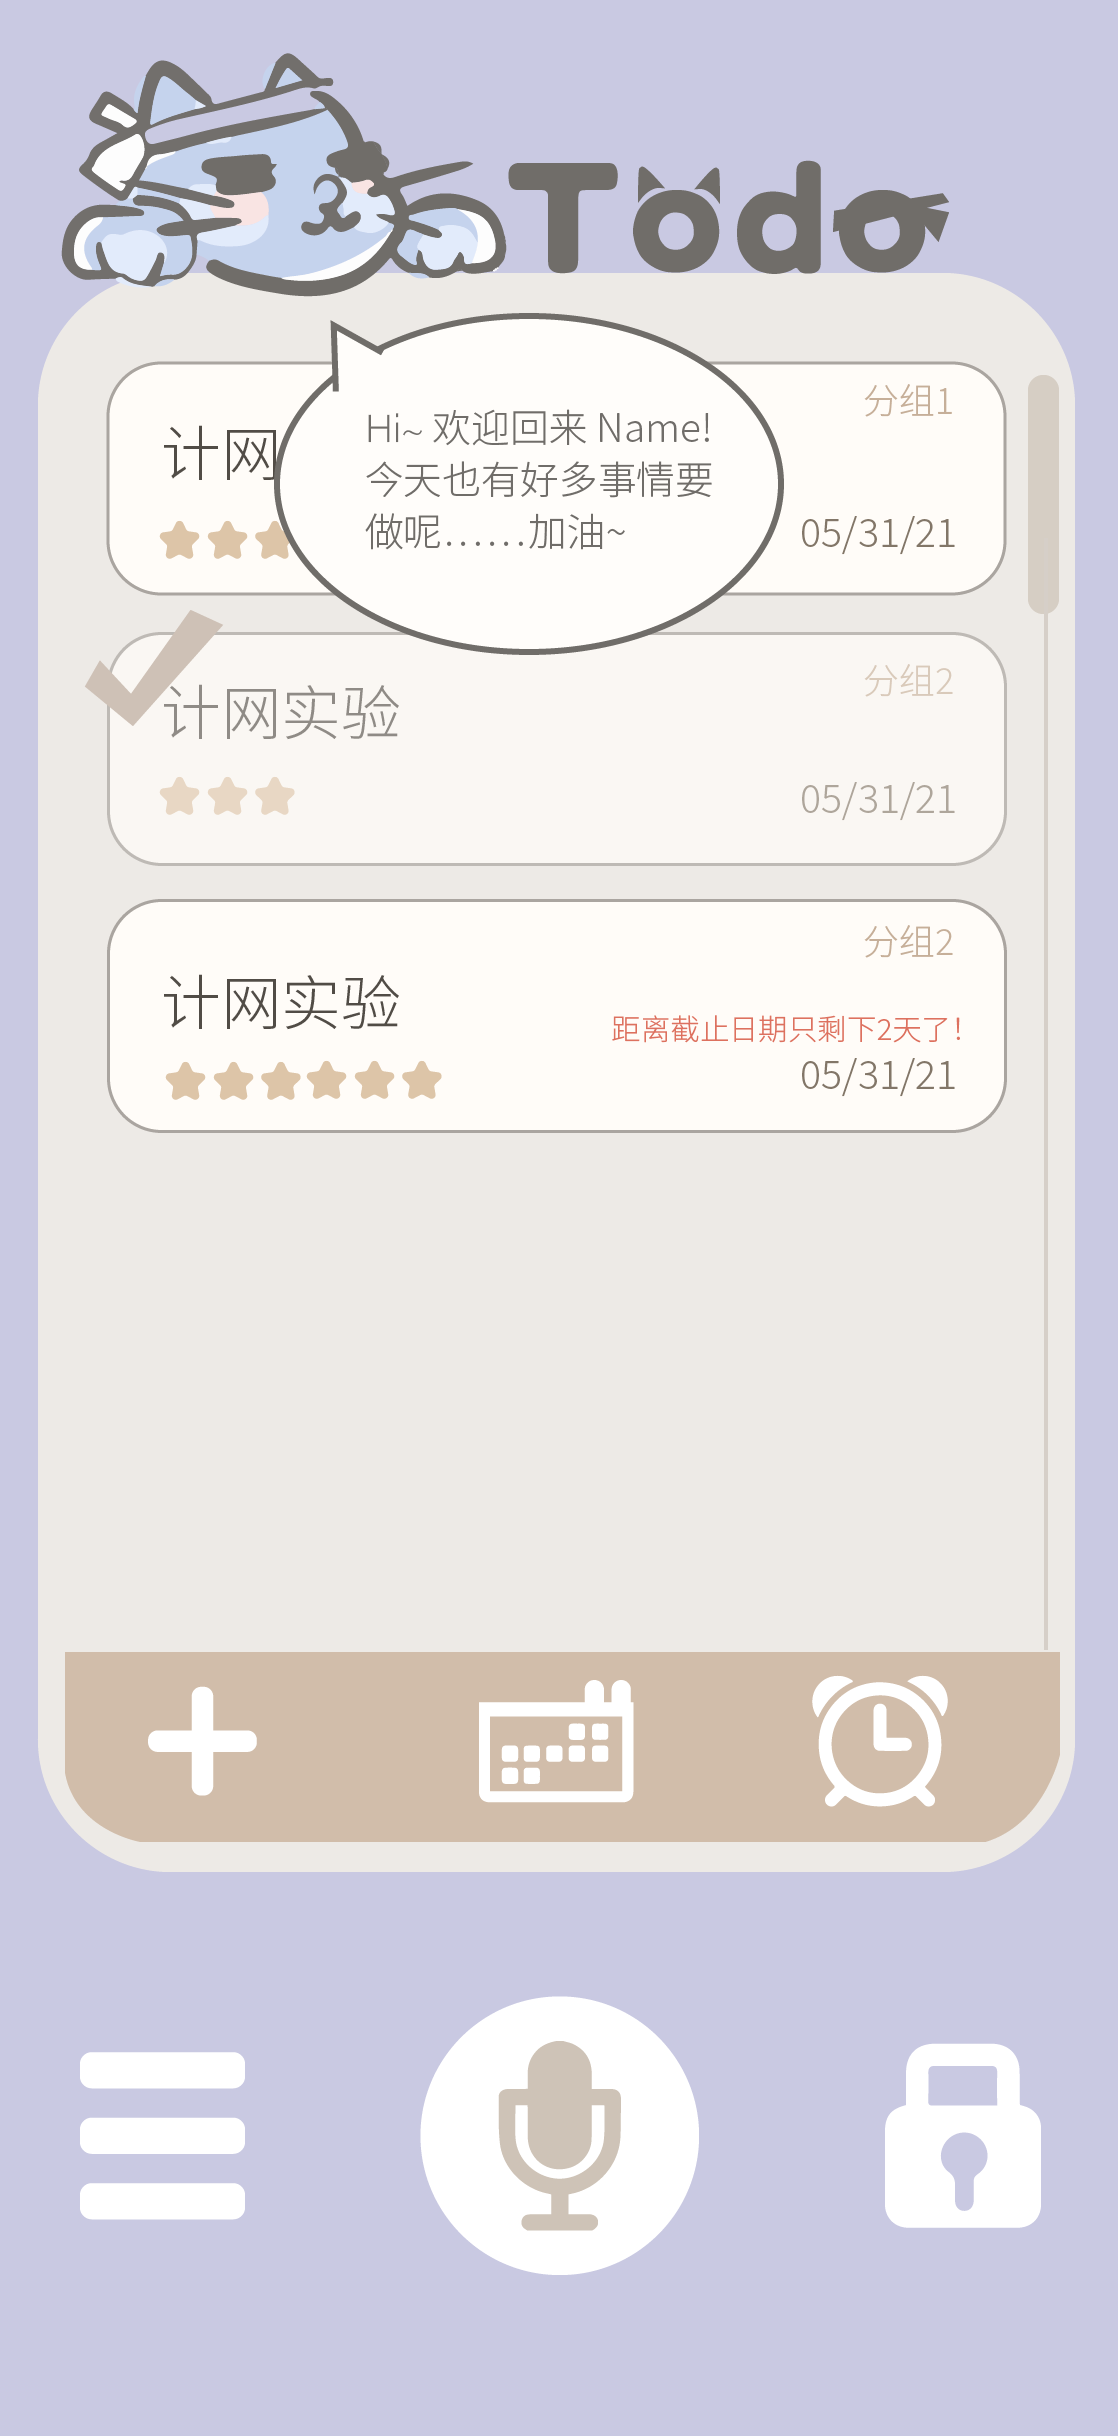 Todo
Hi~ 欢迎回来 Name!
今天也有好多事情要
做呢……加油~
分组1
计网
05/31/21
分组2
计网实验
05/31/21
分组2
计网实验
距离截止日期只剩下2天了!
05/31/21